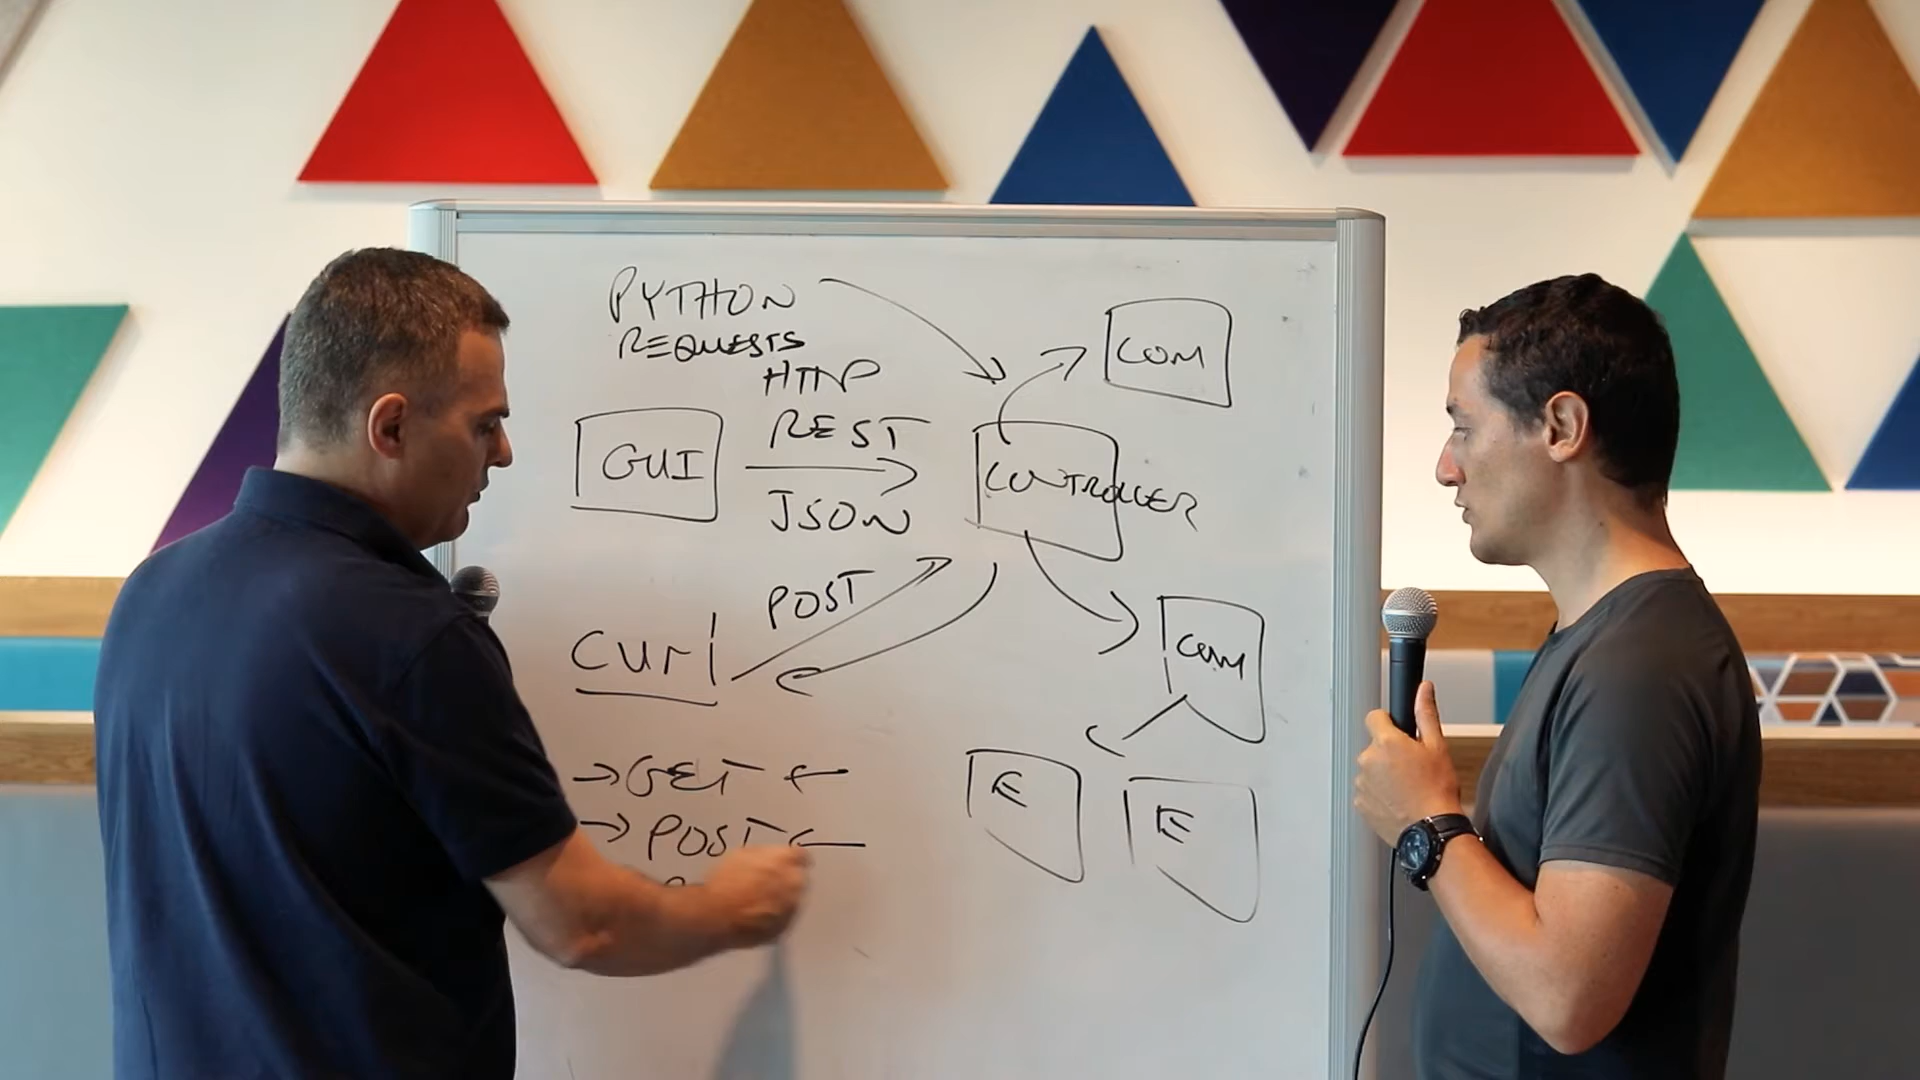 PYTHON
REQUESTS
HTTP
REST
JSON
GUI
COM
CONTROLLER
POST
curl
COM
GET
POST
E
E